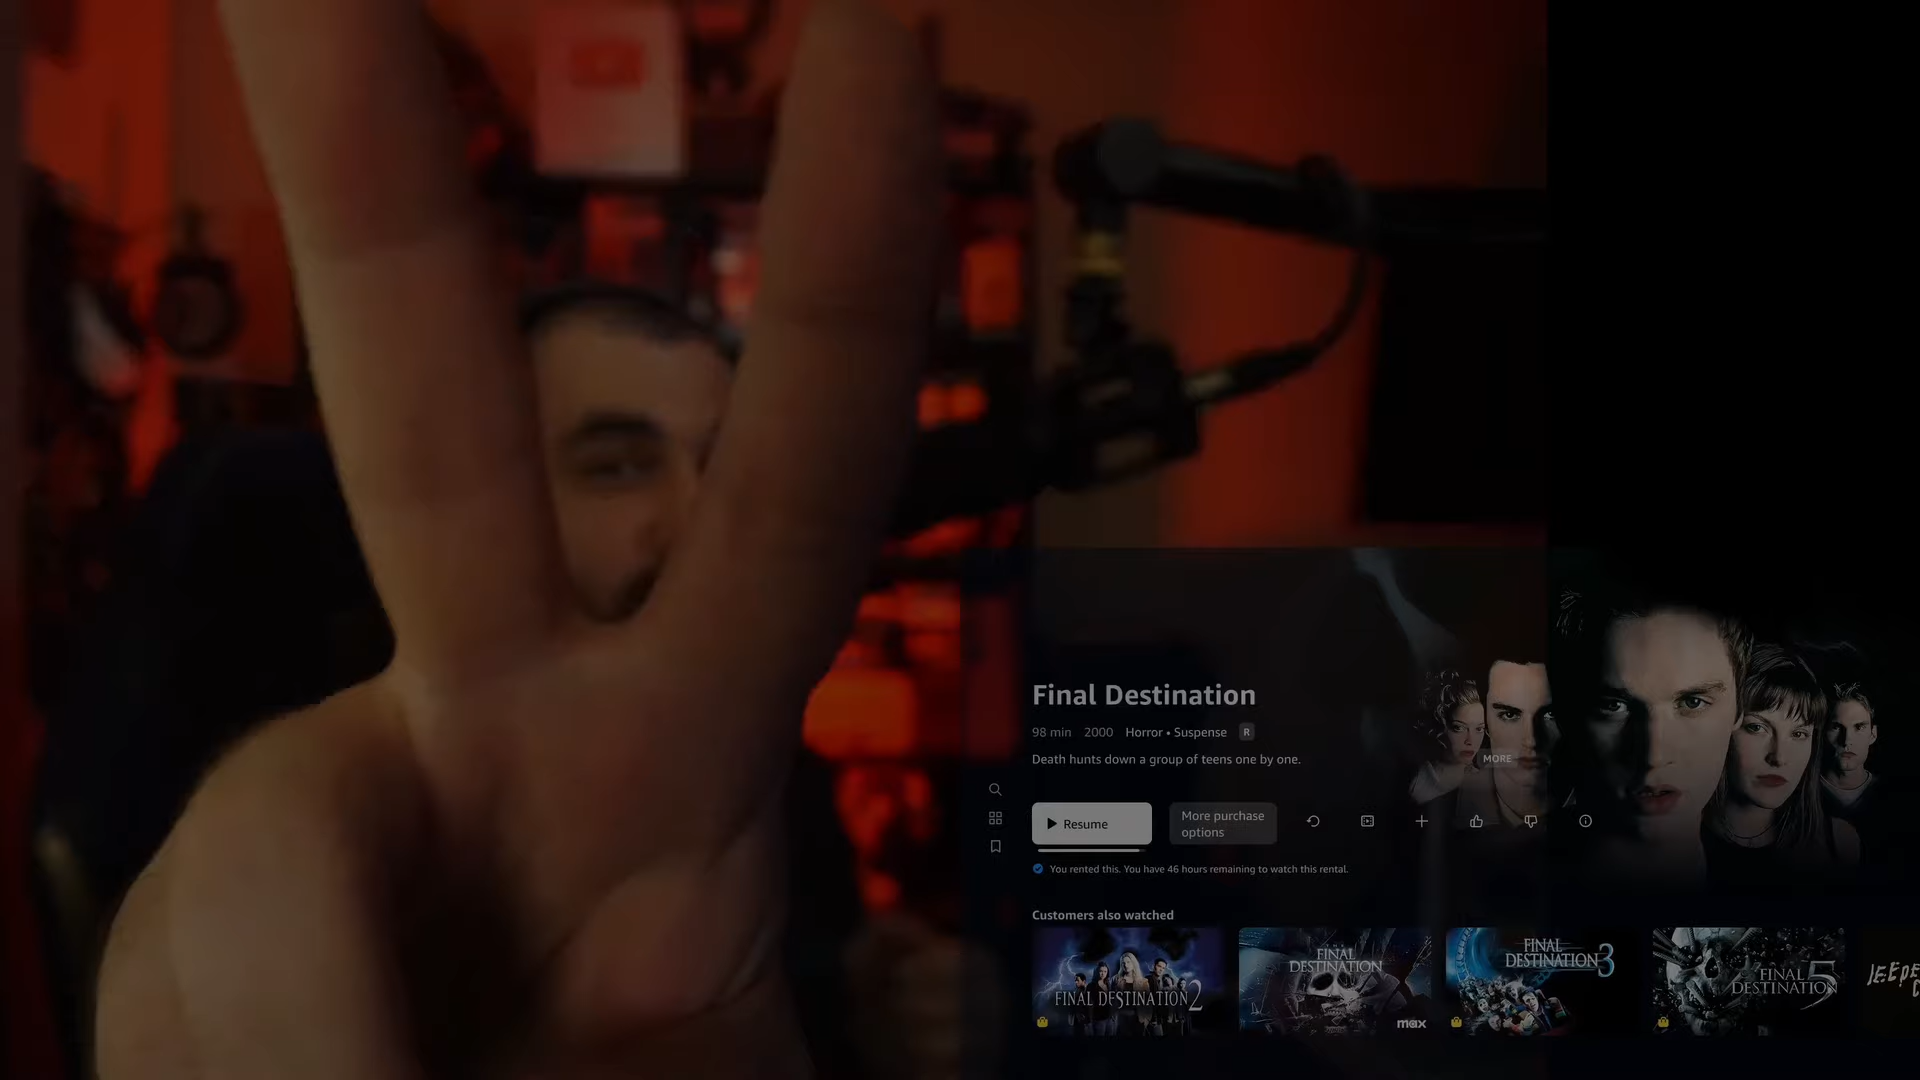 Final Destination
98 min 2000 Horror • Suspense R
Death hunts down a group of teens one by one.
MORE
Resume
More purchase
options
You rented this. You have 46 hours remaining to watch this rental.
Customers also watched
FINAL DESTINATION 2
THE
FINAL
DESTINATION
max
FINAL
DESTINATION 3
FINAL
DESTINATION 5